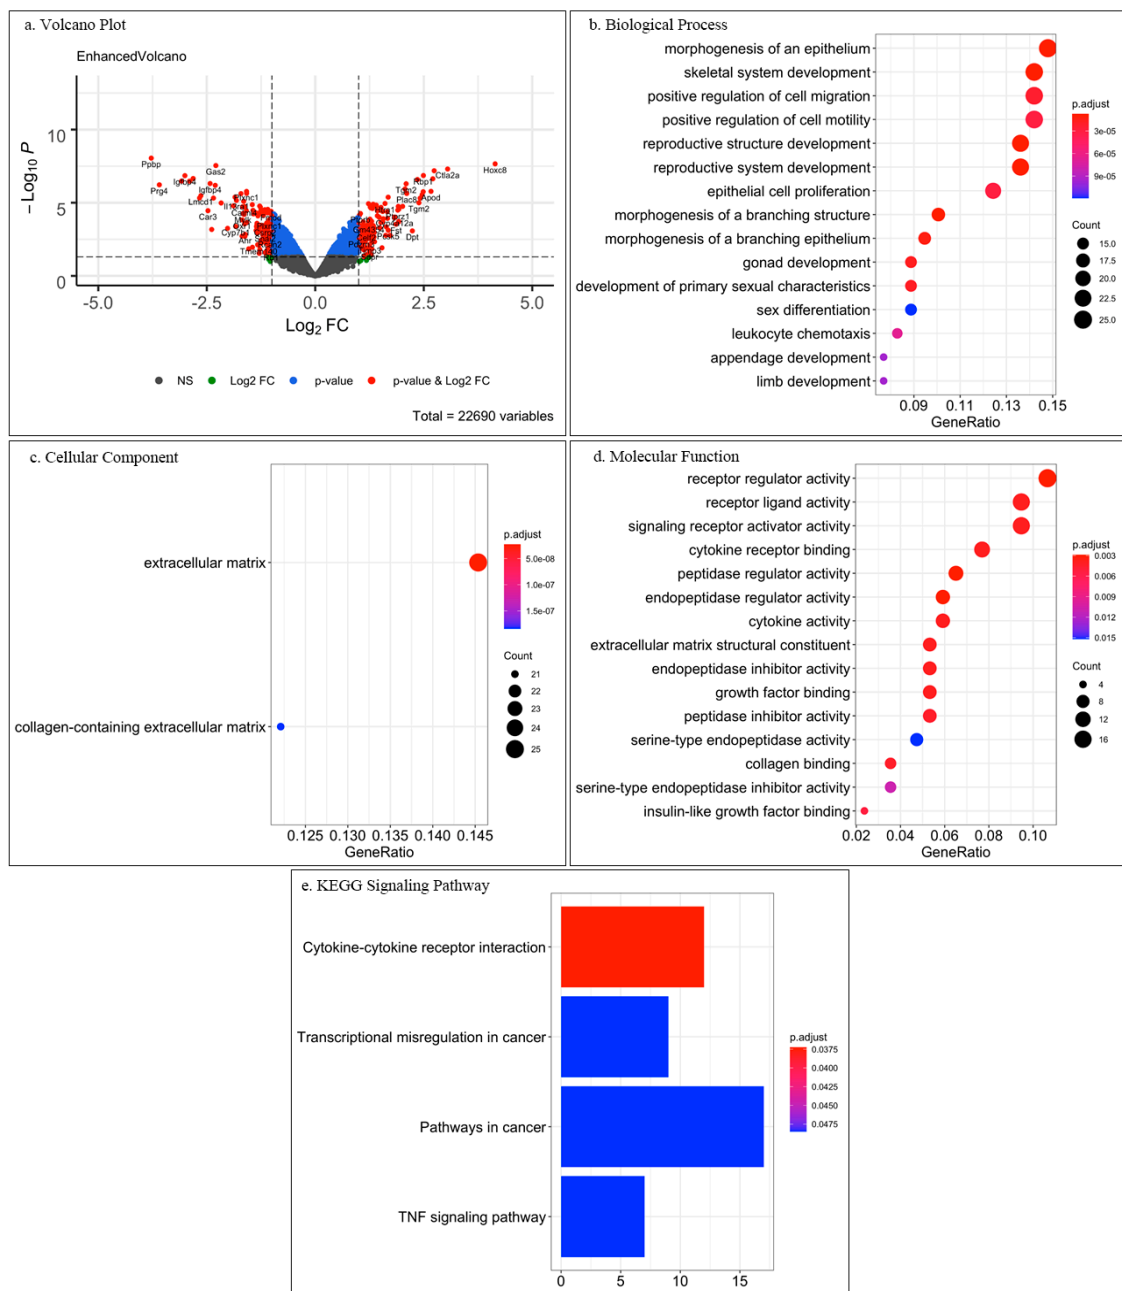 a. Volcano Plot
EnhancedVolcano
10
5
0
−Log10 P
Ppbp
Gas2
Prg4
Igfbp4
Lmcd1
Car3
Cyp7b1
Ahr
Hoxc8
Ctla2a
Rbp1
Tgm2
Apod
Plac8
Tgm2
Fst
Dpt
-5.0 -2.5 0.0 2.5 5.0
Log2 FC
NS Log2 FC p-value p-value & Log2 FC
Total = 22690 variables
b. Biological Process
morphogenesis of an epithelium
skeletal system development
positive regulation of cell migration
positive regulation of cell motility
reproductive structure development
reproductive system development
epithelial cell proliferation
morphogenesis of a branching structure
morphogenesis of a branching epithelium
gonad development
development of primary sexual characteristics
sex differentiation
leukocyte chemotaxis
appendage development
limb development
0.09 0.11 0.13 0.15
GeneRatio
p.adjust
3e-05
6e-05
9e-05
Count
15.0
17.5
20.0
22.5
25.0
c. Cellular Component
extracellular matrix
collagen-containing extracellular matrix
0.125 0.130 0.135 0.140 0.145
GeneRatio
p.adjust
5.0e-08
1.0e-07
1.5e-07
Count
21
22
23
24
25
d. Molecular Function
receptor regulator activity
receptor ligand activity
signaling receptor activator activity
cytokine receptor binding
peptidase regulator activity
endopeptidase regulator activity
cytokine activity
extracellular matrix structural constituent
endopeptidase inhibitor activity
growth factor binding
peptidase inhibitor activity
serine-type endopeptidase activity
collagen binding
serine-type endopeptidase inhibitor activity
insulin-like growth factor binding
0.02 0.04 0.06 0.08 0.10
GeneRatio
p.adjust
0.003
0.006
0.009
0.012
0.015
Count
4
8
12
16
e. KEGG Signaling Pathway
Cytokine-cytokine receptor interaction
Transcriptional misregulation in cancer
Pathways in cancer
TNF signaling pathway
0 5 10 15
p.adjust
0.0375
0.0400
0.0425
0.0450
0.0475